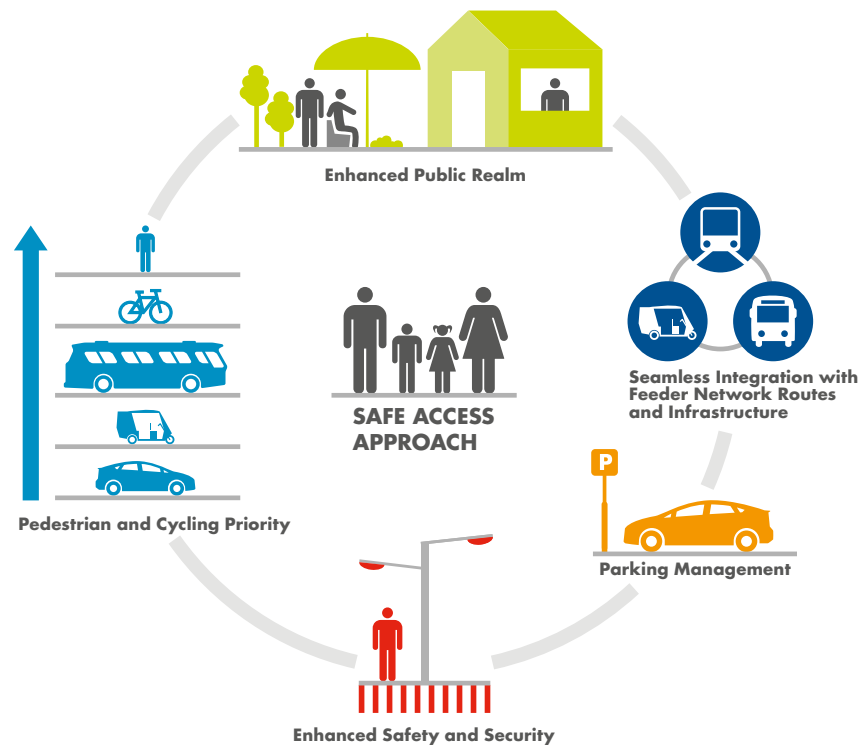 Enhanced Public Realm
Seamless Integration with
Feeder Network Routes
and Infrastructure
SAFE ACCESS
APPROACH
Pedestrian and Cycling Priority
P
Parking Management
Enhanced Safety and Security